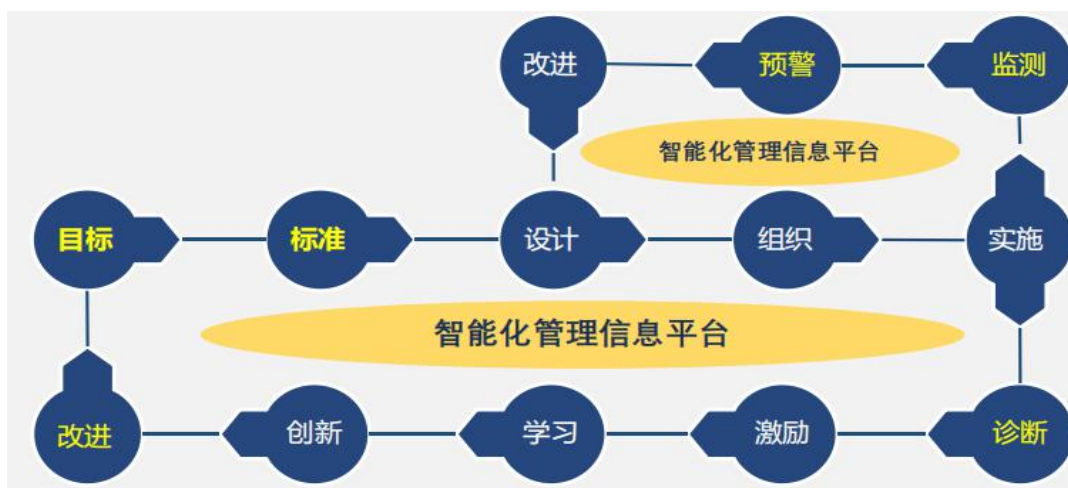 改进
预警
监测
智能化管理信息平台
目标
标准
设计
组织
实施
智能化管理信息平台
改进
创新
学习
激励
诊断